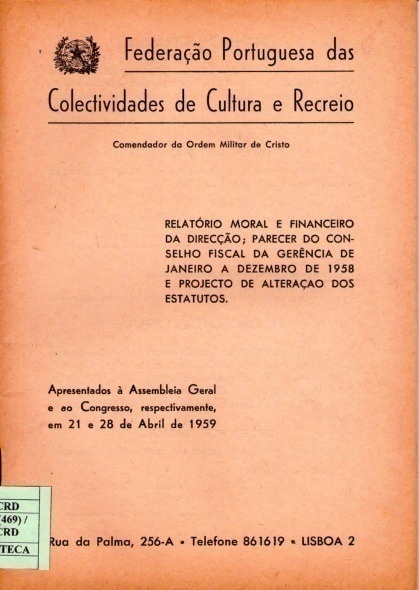 Federação Portuguesa das
Colectividades de Cultura e Recreio
Comendador da Ordem Militar de Cristo
RELATÓRIO MORAL E FINANCEIRO
DA DIRECÇÃO; PARECER DO CON-
SELHO FISCAL DA GERÊNCIA DE
JANEIRO A DEZEMBRO DE 1958
E PROJECTO DE ALTERAÇAO DOS
ESTATUTOS.
Apresentados à Assembleia Geral
e ao Congresso, respectivamente,
em 21 e 28 de Abril de 1959
CRD
(469) /
CRD
TECA
Rua da Palma, 256-A • Telefone 861619 • LISBOA 2